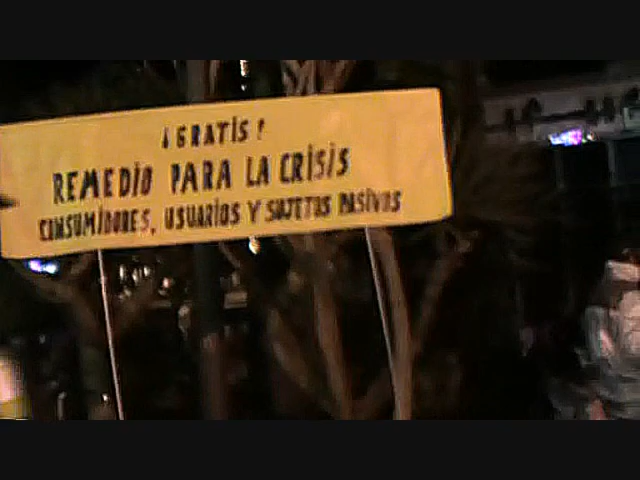 ¡GRATIS!
REMEDIO PARA LA CRISIS
CONSUMIDORES, USUARIOS Y SUJETOS PASIVOS